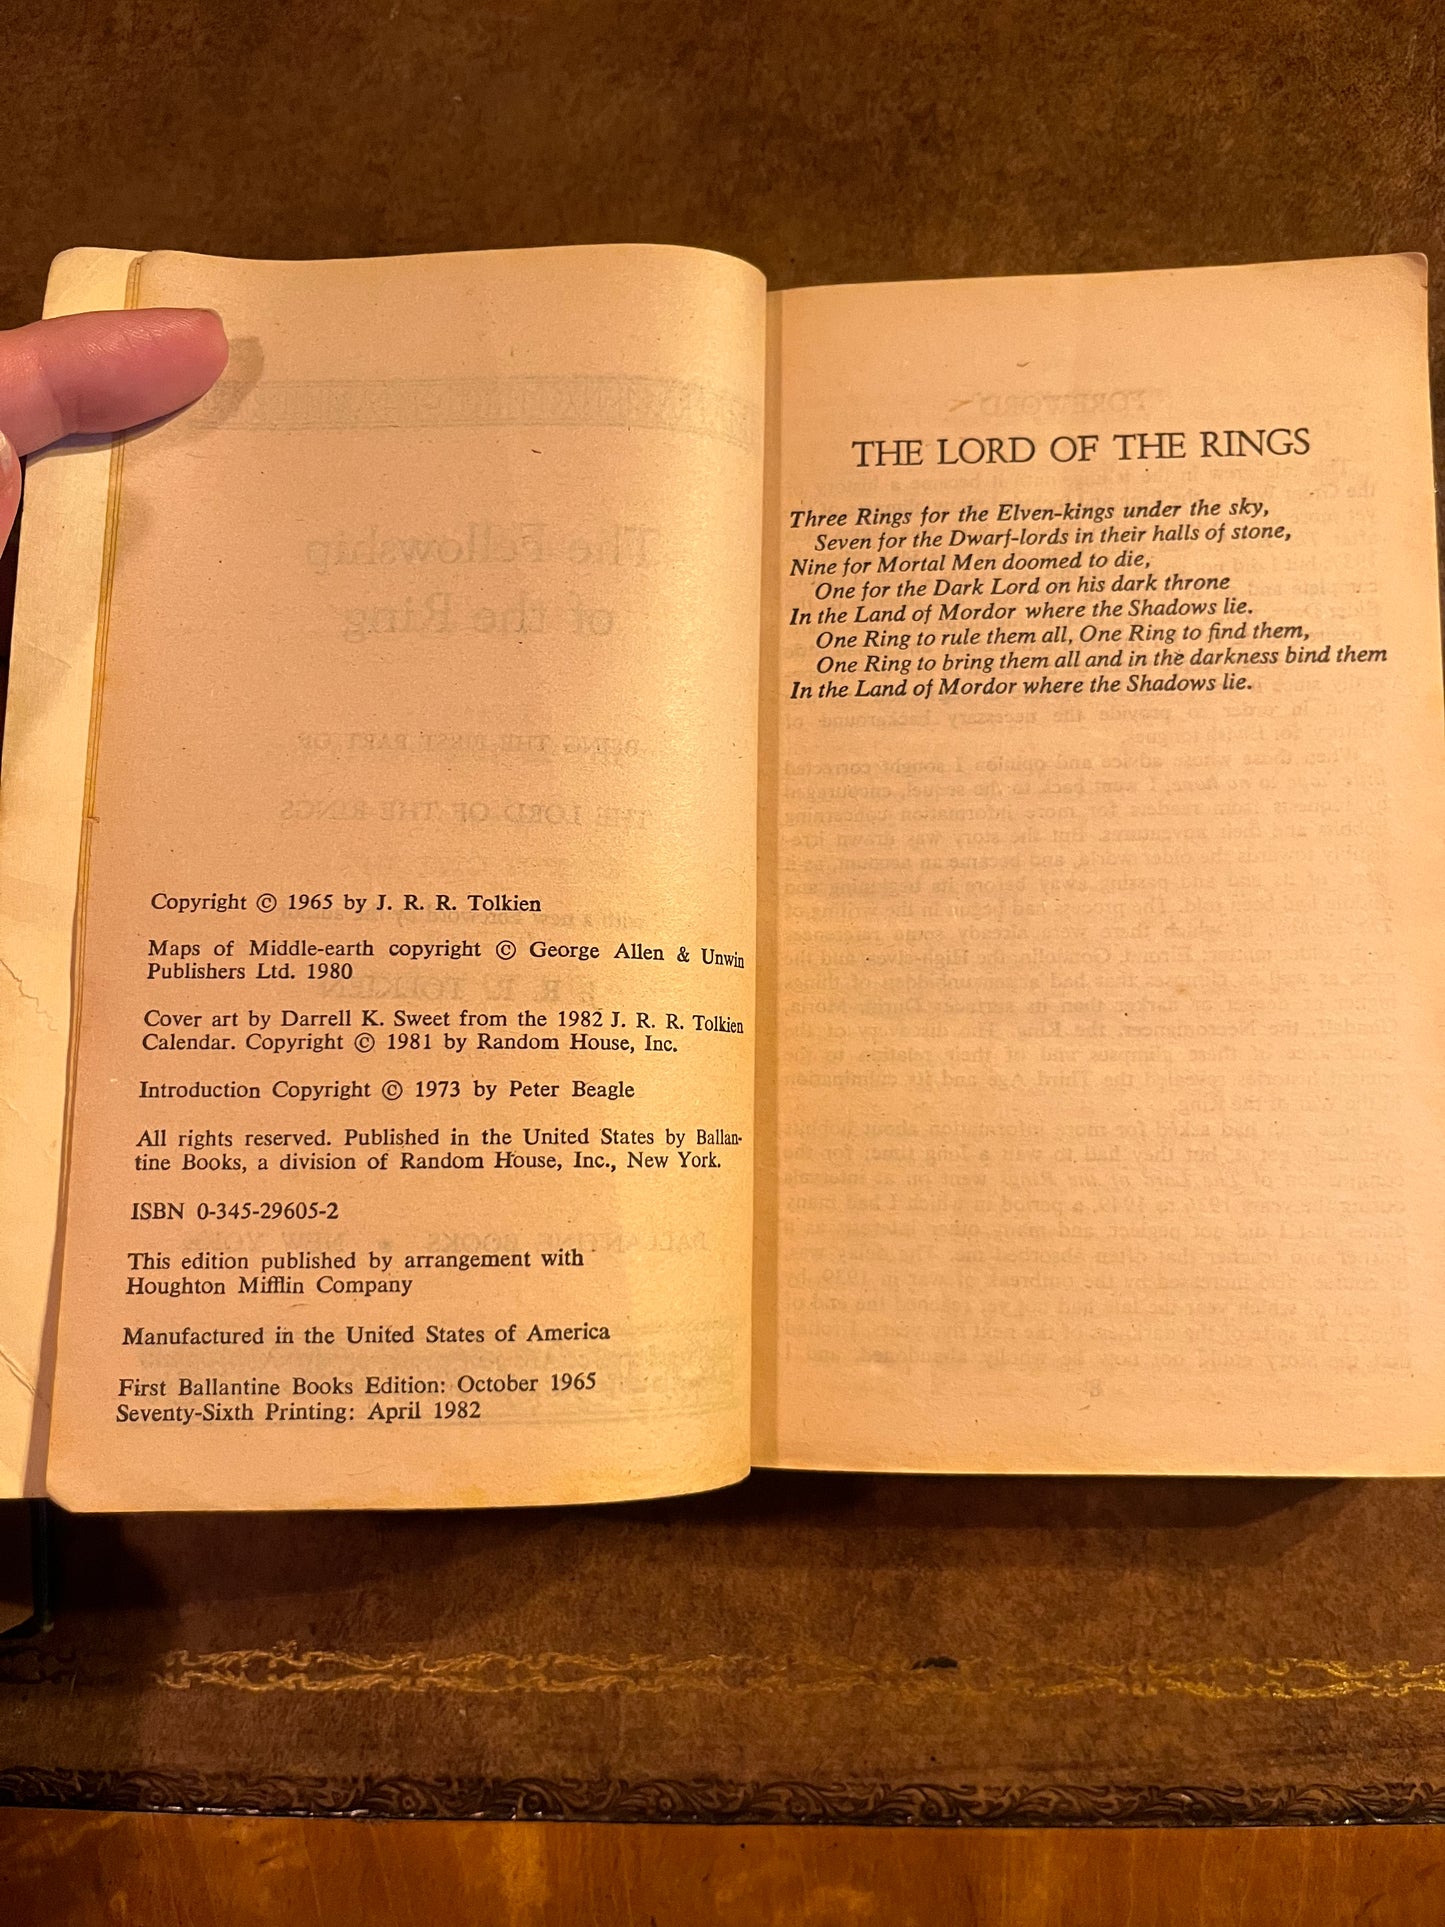 Copyright © 1965 by J. R. R. Tolkien
Maps of Middle-earth copyright © George Allen & Unwin
Publishers Ltd. 1980
Cover art by Darrell K. Sweet from the 1982 J. R. R. Tolkien
Calendar. Copyright © 1981 by Random House, Inc.
Introduction Copyright © 1973 by Peter Beagle
All rights reserved. Published in the United States by Ballan-
tine Books, a division of Random House, Inc., New York.
ISBN 0-345-29605-2
This edition published by arrangement with
Houghton Mifflin Company
Manufactured in the United States of America
First Ballantine Books Edition: October 1965
Seventy-Sixth Printing: April 1982
THE LORD OF THE RINGS
Three Rings for the Elven-kings under the sky,
Seven for the Dwarf-lords in their halls of stone,
Nine for Mortal Men doomed to die,
One for the Dark Lord on his dark throne
In the Land of Mordor where the Shadows lie.
One Ring to rule them all, One Ring to find them,
One Ring to bring them all and in the darkness bind them
In the Land of Mordor where the Shadows lie.